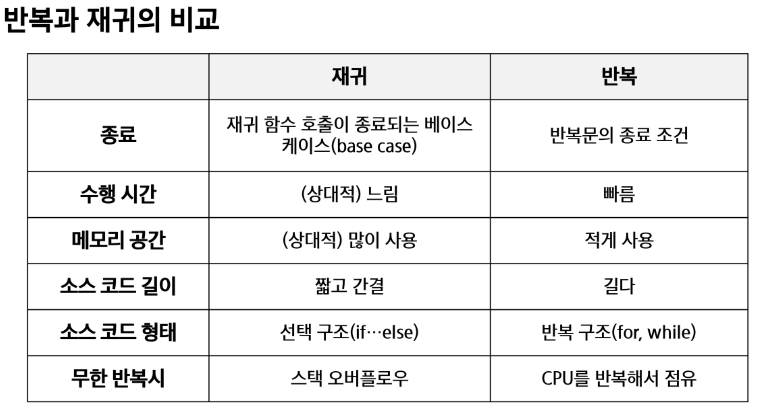 반복과 재귀의 비교
재귀 반복
종료 재귀 함수 호출이 종료되는 베이스
케이스(base case) 반복문의 종료 조건
수행 시간 (상대적) 느림 빠름
메모리 공간 (상대적) 많이 사용 적게 사용
소스 코드 길이 짧고 간결 길다
소스 코드 형태 선택 구조(if…else) 반복 구조(for, while)
무한 반복시 스택 오버플로우 CPU를 반복해서 점유